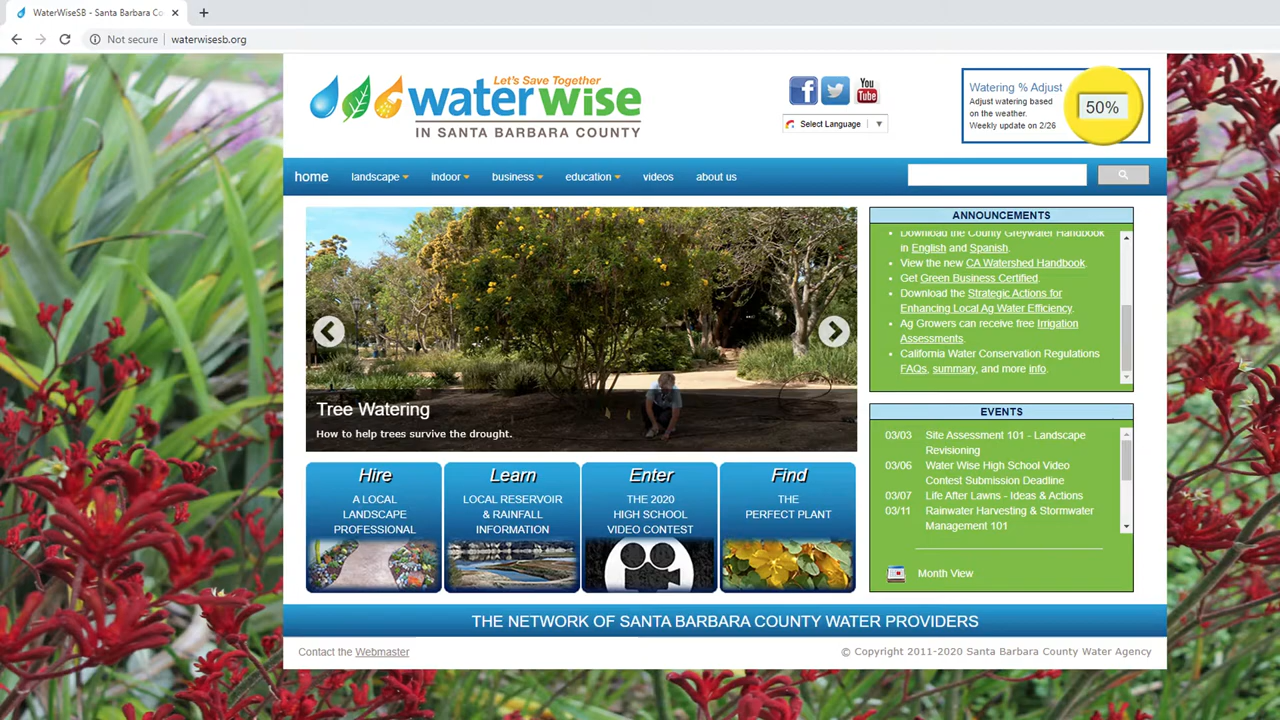 WaterWiseSB - Santa Barbara Co
Not secure
waterwisesb.org
Let's Save Together
waterwise
IN SANTA BARBARA COUNTY
You
Tube
Select Language
Watering % Adjust
Adjust watering based
on the weather.
Weekly update on 2/26
50%
home
landscape
indoor
business
education
videos
about us
Tree Watering
How to help trees survive the drought.
ANNOUNCEMENTS
Download the County Greywater Handbook
in English and Spanish.
View the new CA Watershed Handbook.
Get Green Business Certified.
Download the Strategic Actions for
Enhancing Local Ag Water Efficiency.
Ag Growers can receive free Irrigation
Assessments.
California Water Conservation Regulations
FAQs, summary, and more info.
EVENTS
03/03 Site Assessment 101 - Landscape
Revisioning
03/06 Water Wise High School Video
Contest Submission Deadline
03/07 Life After Lawns - Ideas & Actions
03/11 Rainwater Harvesting & Stormwater
Management 101
Month View
Hire
A LOCAL
LANDSCAPE
PROFESSIONAL
Learn
LOCAL RESERVOIR
& RAINFALL
INFORMATION
Enter
THE 2020
HIGH SCHOOL
VIDEO CONTEST
Find
THE
PERFECT PLANT
THE NETWORK OF SANTA BARBARA COUNTY WATER PROVIDERS
Contact the Webmaster
© Copyright 2011-2020 Santa Barbara County Water Agency